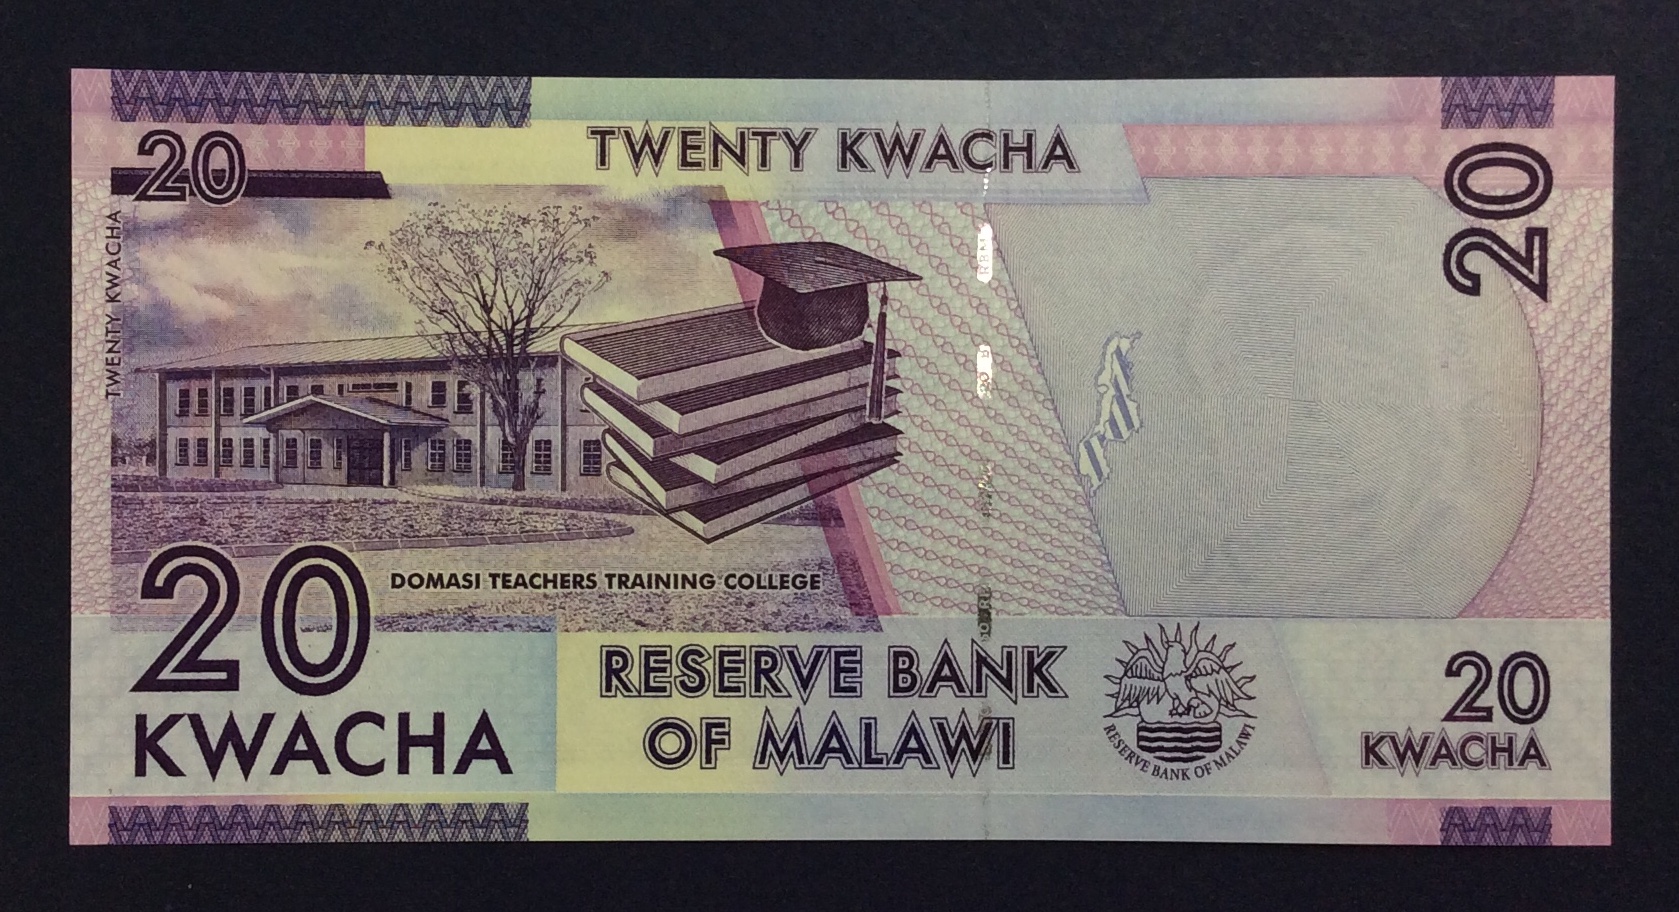 TWENTY KWACHA
20
20
TWENTY KWACHA
RBM
20
DOMASI TEACHERS TRAINING COLLEGE
KWACHA
RESERVE BANK
OF MALAWI
RESERVE BANK OF MALAWI
20
KWACHA